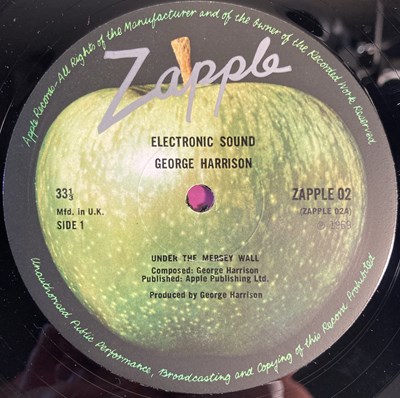 Apple Records - All Rights of the Manufacturer and of the Owner of the Recorded Work Reserved
Zapple
ELECTRONIC SOUND
GEORGE HARRISON
33⅓
Mfd. in U.K.
SIDE 1
ZAPPLE 02
(ZAPPLE 02A)
℗ 1969
UNDER THE MERSEY WALL
Composed: George Harrison
Published: Apple Publishing Ltd.
Produced by George Harrison
Unauthorised Public Performance, Broadcasting and Copying of this Record Prohibited